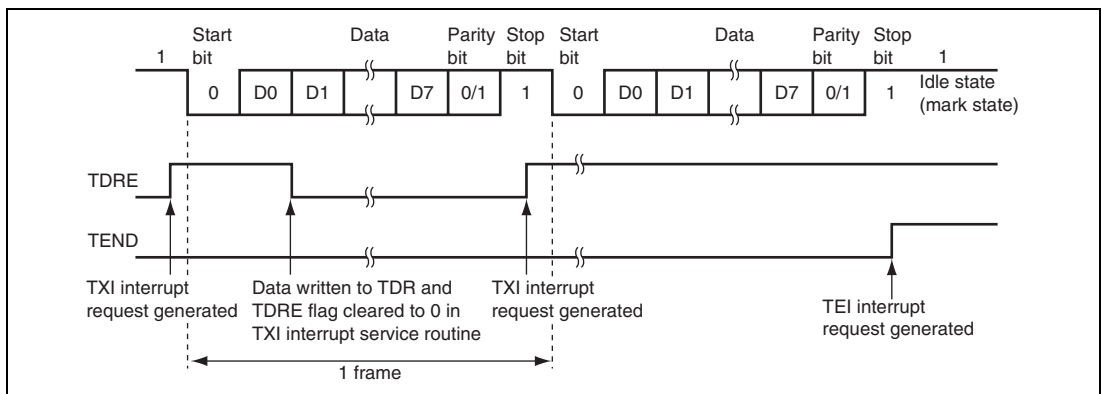 Start Data Parity Stop Start Data Parity Stop
1 bit bit bit bit bit bit 1
0 D0 D1 D7 0/1 1 0 D0 D1 D7 0/1 1 Idle state
(mark state)
TDRE
TEND
TXI interrupt
request generated
Data written to TDR and
TDRE flag cleared to 0 in
TXI interrupt service routine
TXI interrupt
request generated
TEI interrupt
request generated
1 frame